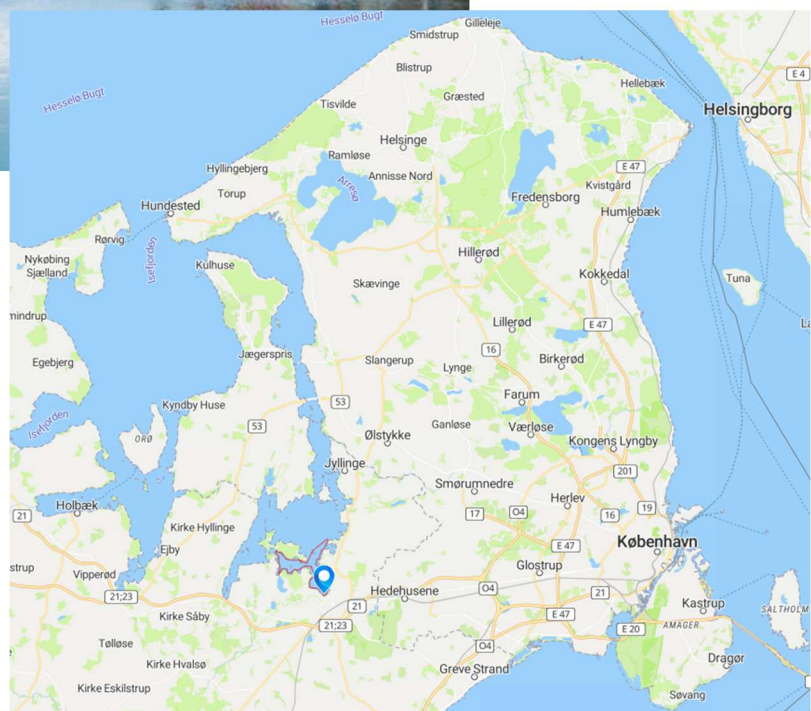 Hesselø Bugt
Gilleleje
Smidstrup
Blistrup
Hellebæk
E 4
Hesselø Bugt
Tisvilde
Græsted
Helsingborg
Helsinge
Ramløse
Hyllingebjerg
Arresø
Annisse Nord
E 47
Kvistgård
Torup
Hundested
Fredensborg
Humlebæk
Rørvig
Isefjorden
Nykøbing
Sjælland
Kulhuse
Hillerød
Kokkedal
Tuna
Skævinge
mindrup
Lillerød
E 47
La
Egebjerg
Jægerspris
Slangerup
16
Birkerød
Lynge
Farum
Isefjorden
ORØ
Kyndby Huse
53
53
Ølstykke
Ganløse
Værløse
Kongens Lyngby
Jyllinge
201
Smørumnedre
Herlev
Holbæk
21
Kirke Hyllinge
17
O4
16
19
Ejby
E 47
København
strup
Vipperød
Glostrup
21;23
Hedehusene
O4
21
Kastrup
SALTHOLM
Kirke Såby
21
21;23
E 47
E 20
AMAGER
Tølløse
O4
Kirke Hvalsø
Greve Strand
Dragør
Kirke Eskilstrup
Søvang